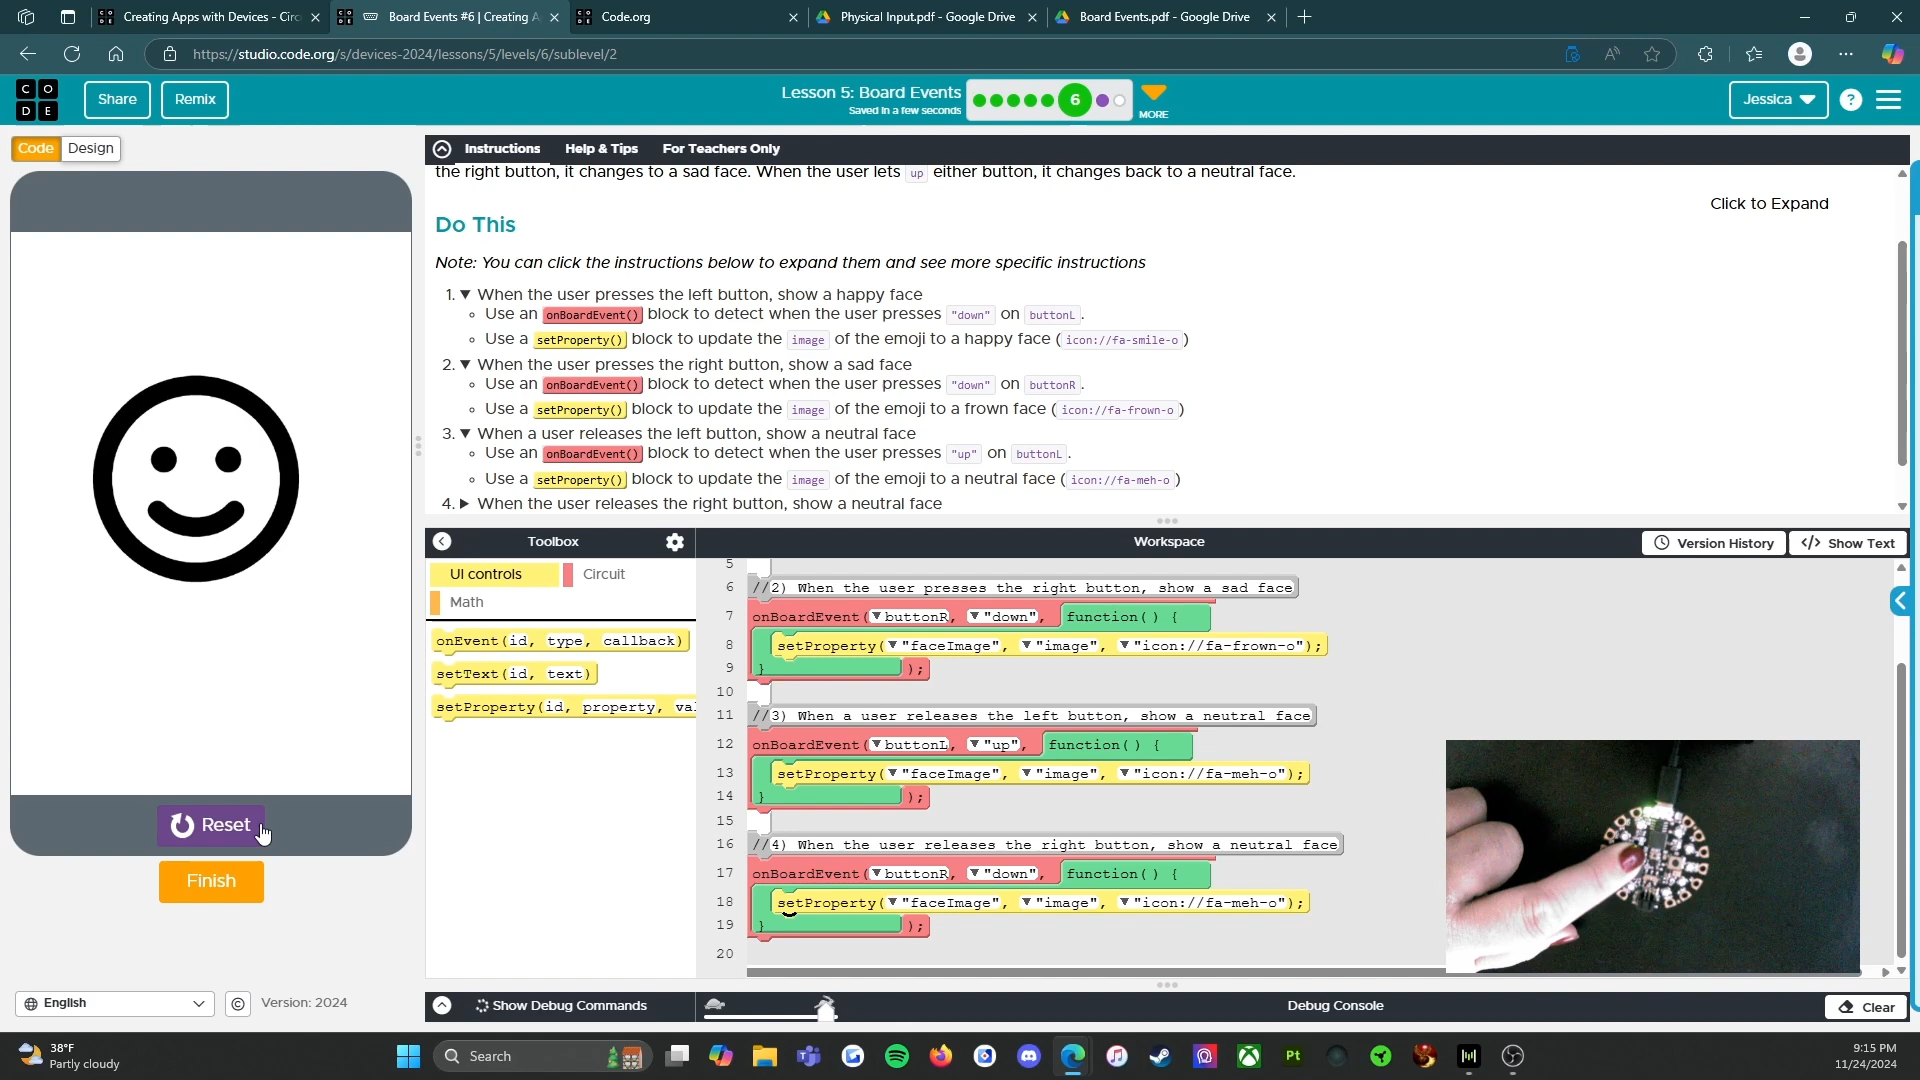 Creating Apps with Devices - Circ
Board Events #6 | Creating A
Code.org
Physical Input.pdf - Google Drive
Board Events.pdf - Google Drive
https://studio.code.org/s/devices-2024/lessons/5/levels/6/sublevel/2
C O
D E
Share
Remix
Lesson 5: Board Events
Saved in a few seconds
6
MORE
Jessica
?
Code
Design
Instructions
Help & Tips
For Teachers Only
the right button, it changes to a sad face. When the user lets up either button, it changes back to a neutral face.
Click to Expand
Do This
Note: You can click the instructions below to expand them and see more specific instructions
1. ▼ When the user presses the left button, show a happy face
Use an onBoardEvent() block to detect when the user presses "down" on buttonL.
Use a setProperty() block to update the image of the emoji to a happy face (icon://fa-smile-o)
2. ▼ When the user presses the right button, show a sad face
Use an onBoardEvent() block to detect when the user presses "down" on buttonR.
Use a setProperty() block to update the image of the emoji to a frown face (icon://fa-frown-o)
3. ▼ When a user releases the left button, show a neutral face
Use an onBoardEvent() block to detect when the user presses "up" on buttonL.
Use a setProperty() block to update the image of the emoji to a neutral face (icon://fa-meh-o)
4. ▶ When the user releases the right button, show a neutral face
Toolbox
Workspace
Version History
</> Show Text
UI controls
Circuit
Math
onEvent(id, type, callback)
setText(id, text)
setProperty(id, property, val
5
6 //2) When the user presses the right button, show a sad face
7 onBoardEvent(▼buttonR, ▼"down", function() {
8 setProperty(▼"faceImage", ▼"image", ▼"icon://fa-frown-o");
9 } );
10
11 //3) When a user releases the left button, show a neutral face
12 onBoardEvent(▼buttonL, ▼"up", function() {
13 setProperty(▼"faceImage", ▼"image", ▼"icon://fa-meh-o");
14 } );
15
16 //4) When the user releases the right button, show a neutral face
17 onBoardEvent(▼buttonR, ▼"down", function() {
18 setProperty(▼"faceImage", ▼"image", ▼"icon://fa-meh-o");
19 } );
20
Reset
Finish
English
©
Version: 2024
Show Debug Commands
Debug Console
Clear
38°F
Partly cloudy
Search
Pt
9:15 PM
11/24/2024